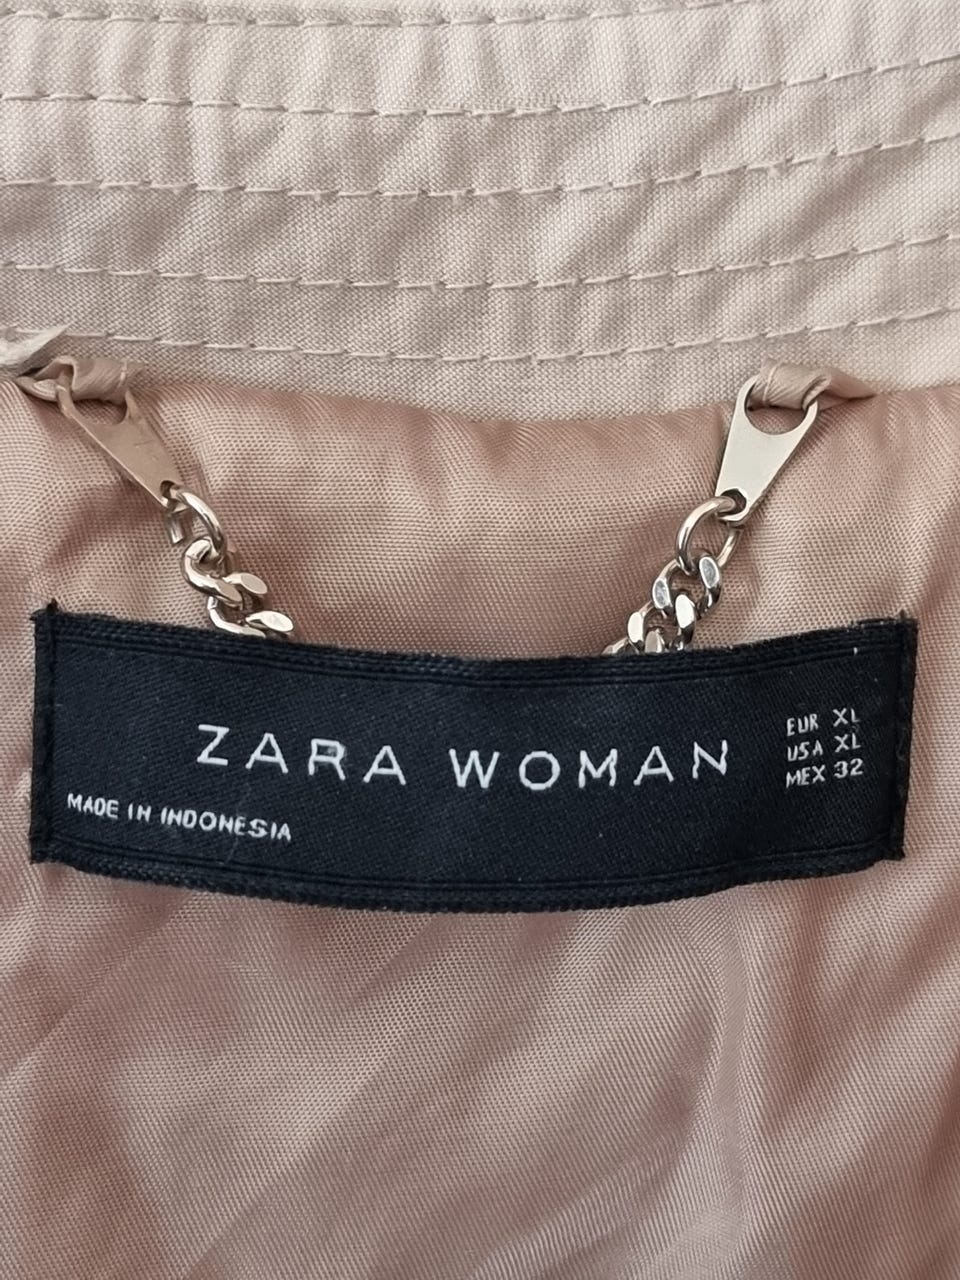 ZARA WOMAN
EUR XL
USA XL
MEX 32
MADE IN INDONESIA